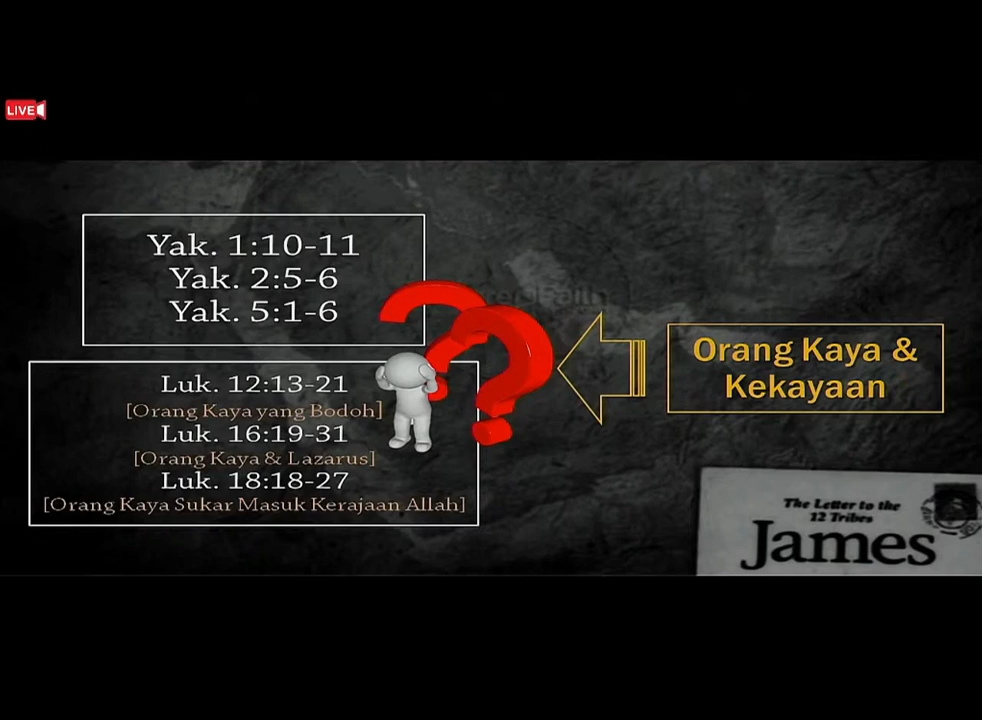 LIVE
Yak. 1:10-11
Yak. 2:5-6
Yak. 5:1-6
Luk. 12:13-21
[Orang Kaya yang Bodoh]
Luk. 16:19-31
[Orang Kaya & Lazarus]
Luk. 18:18-27
[Orang Kaya Sukar Masuk Kerajaan Allah]
Orang Kaya &
Kekayaan
The Letter to the
12 Tribes
James